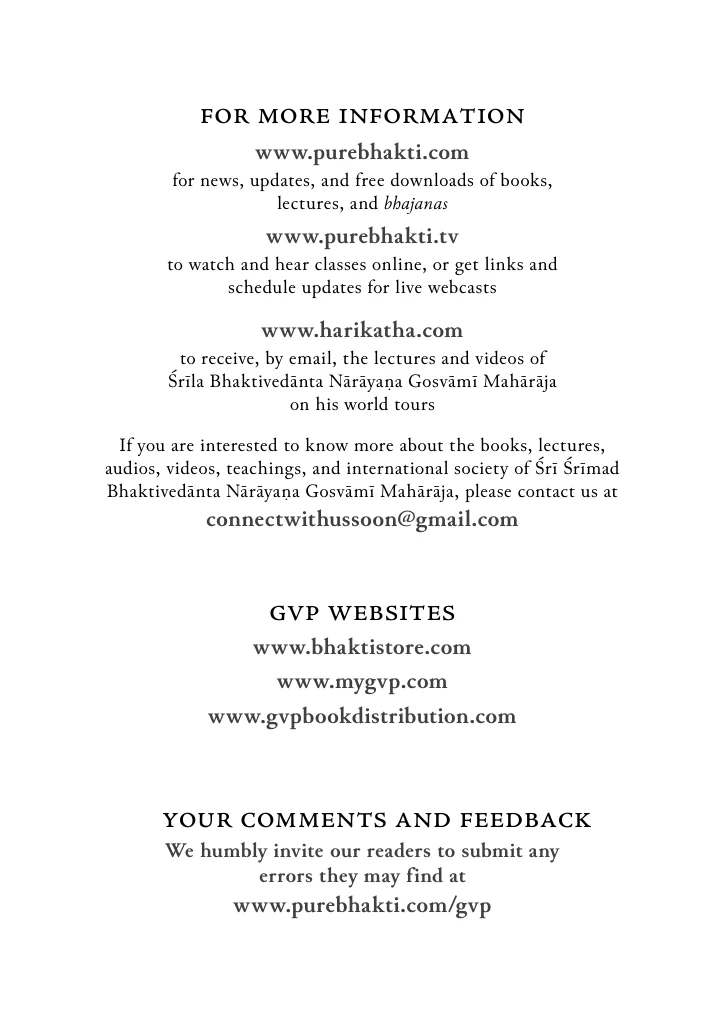 FOR MORE INFORMATION
www.purebhakti.com
for news, updates, and free downloads of books,
lectures, and bhajanas
www.purebhakti.tv
to watch and hear classes online, or get links and
schedule updates for live webcasts
www.harikatha.com
to receive, by email, the lectures and videos of
Śrīla Bhaktivedānta Nārāyaṇa Gosvāmī Mahārāja
on his world tours
If you are interested to know more about the books, lectures,
audios, videos, teachings, and international society of Śrī Śrīmad
Bhaktivedānta Nārāyaṇa Gosvāmī Mahārāja, please contact us at
connectwithussoon@gmail.com
GVP WEBSITES
www.bhaktistore.com
www.mygvp.com
www.gvpbookdistribution.com
YOUR COMMENTS AND FEEDBACK
We humbly invite our readers to submit any
errors they may find at
www.purebhakti.com/gvp